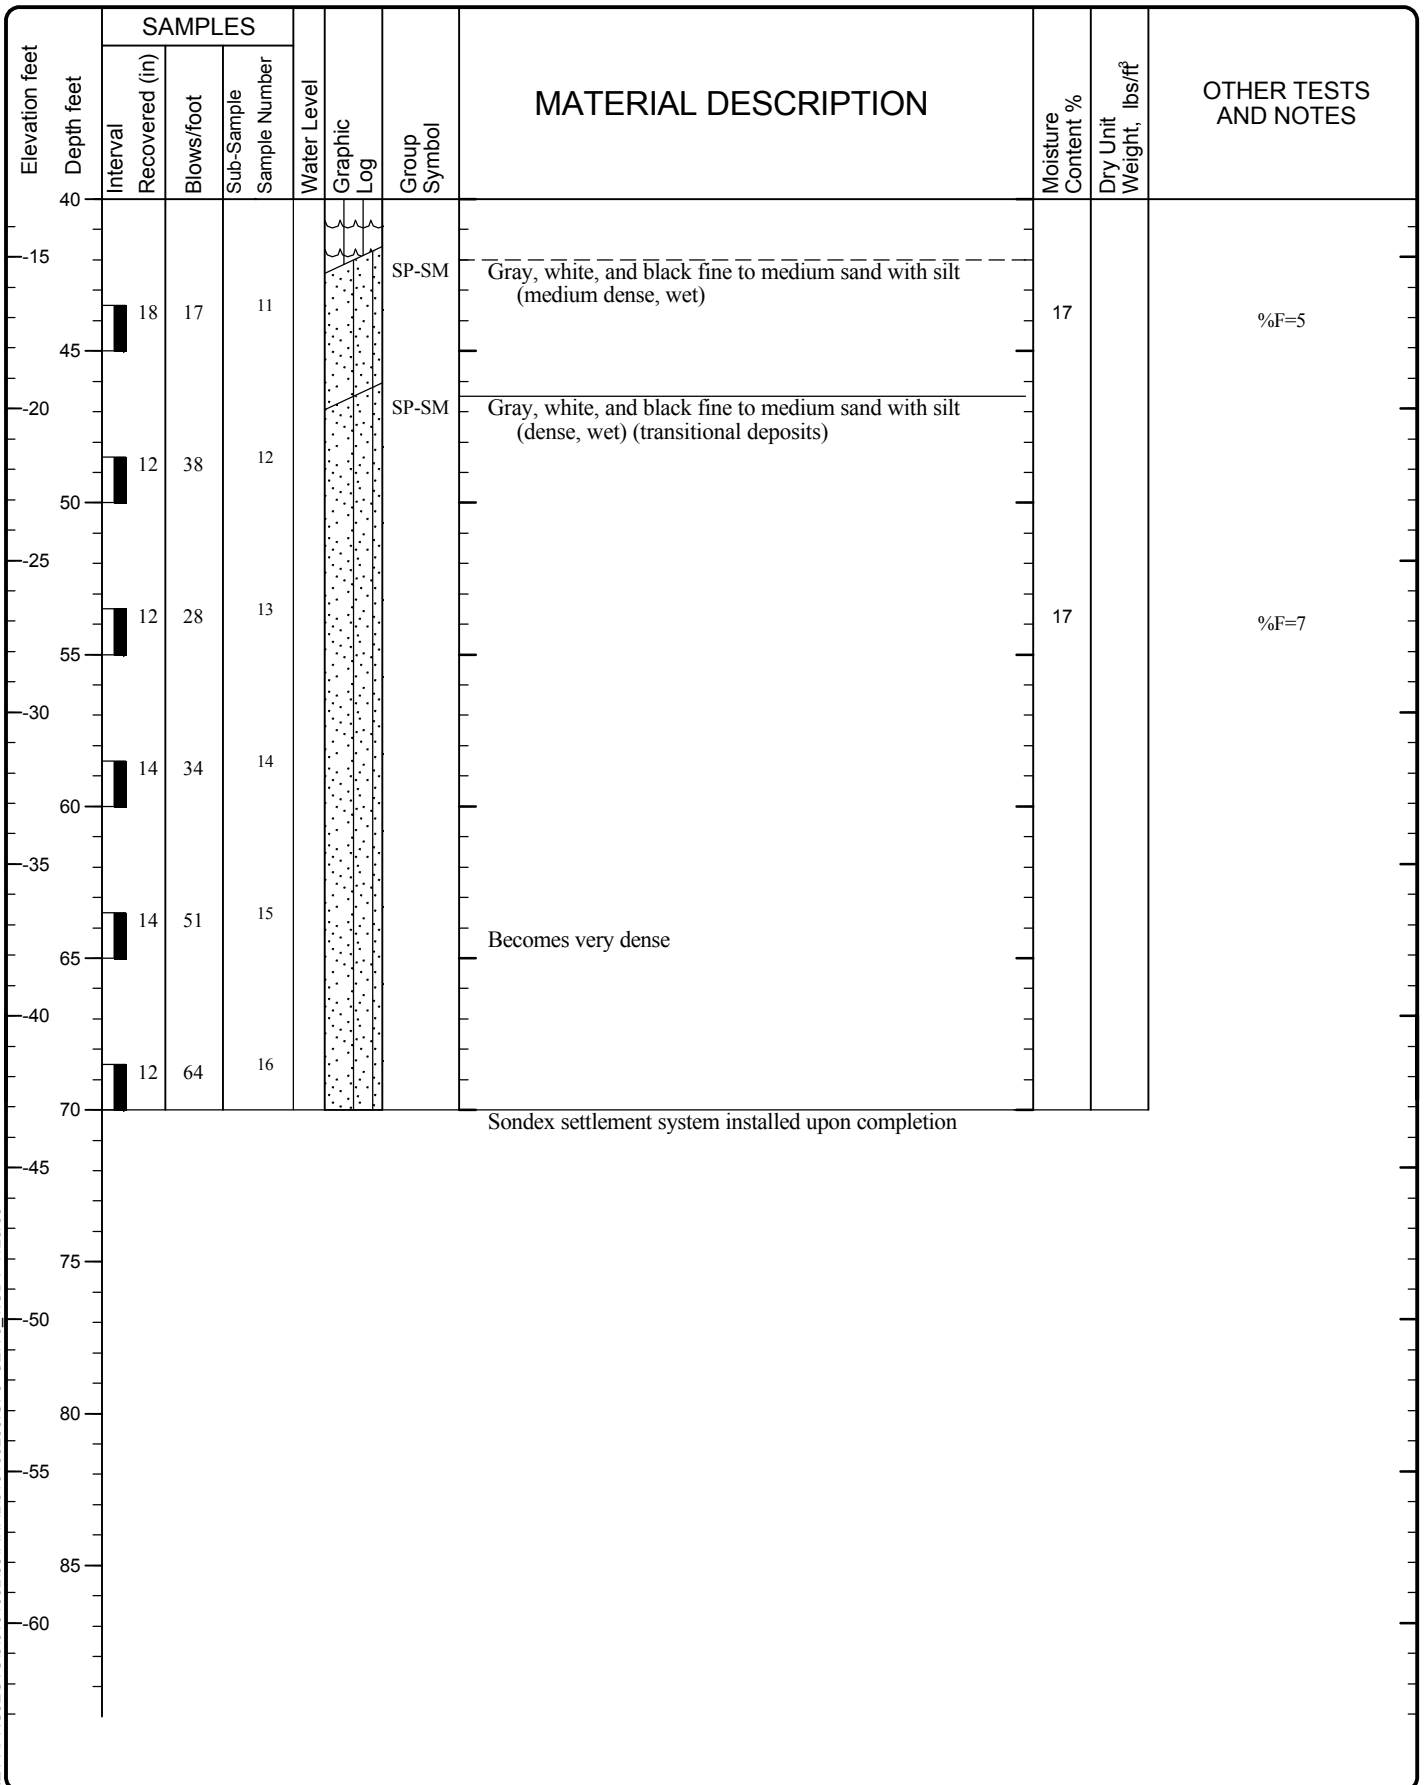 SAMPLES
Elevation feet
Depth feet
Interval
Recovered (in)
Blows/foot
Sub-Sample
Sample Number
Water Level
Graphic
Log
Group
Symbol
MATERIAL DESCRIPTION
Moisture
Content %
Dry Unit
Weight, lbs/ft³
OTHER TESTS
AND NOTES
40
-15
SP-SM Gray, white, and black fine to medium sand with silt
(medium dense, wet)
18 17 11 17 %F=5
45
-20
SP-SM Gray, white, and black fine to medium sand with silt
(dense, wet) (transitional deposits)
12 38 12
50
-25
12 28 13 17 %F=7
55
-30
14 34 14
60
-35
14 51 15
Becomes very dense
65
-40
12 64 16
70
Sondex settlement system installed upon completion
-45
75
-50
80
-55
85
-60